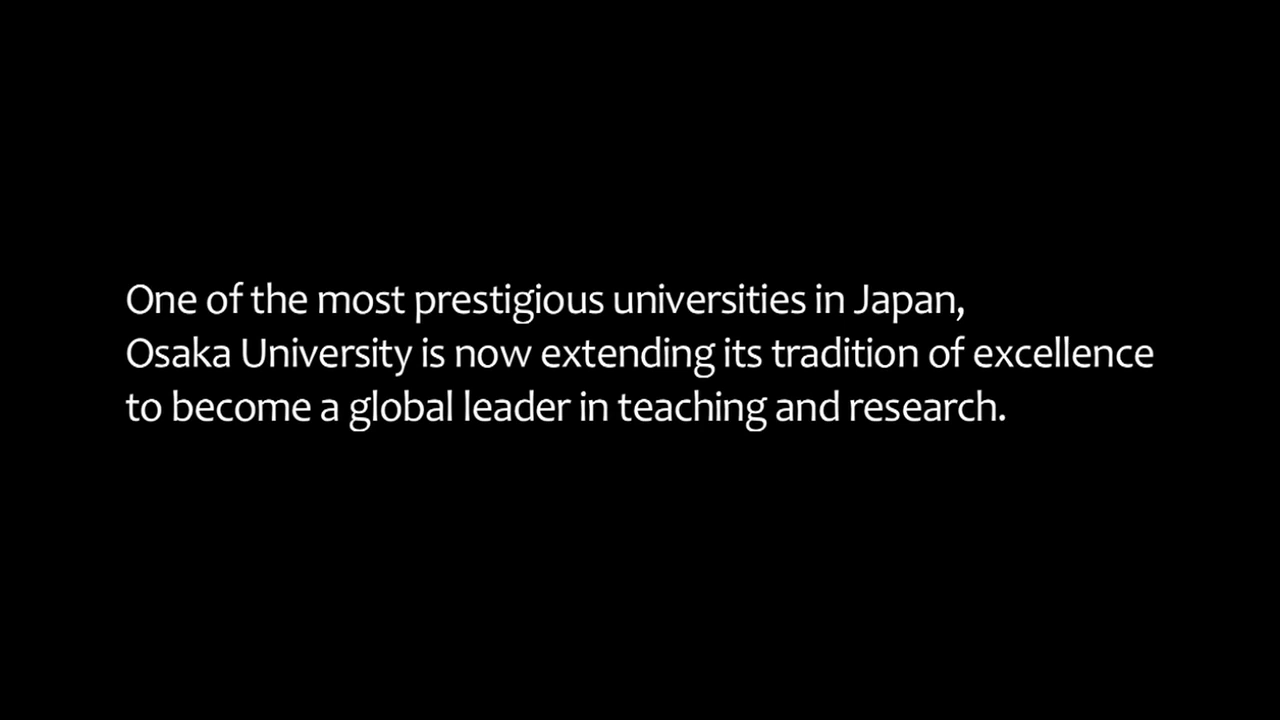 One of the most prestigious universities in Japan,
Osaka University is now extending its tradition of excellence
to become a global leader in teaching and research.